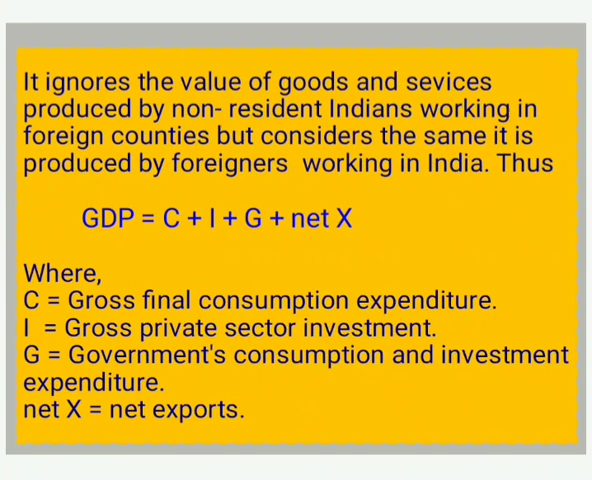 It ignores the value of goods and sevices
produced by non- resident Indians working in
foreign counties but considers the same it is
produced by foreigners working in India. Thus
GDP = C + I + G + net X
Where,
C = Gross final consumption expenditure.
I = Gross private sector investment.
G = Government's consumption and investment
expenditure.
net X = net exports.